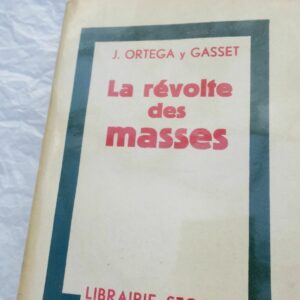 J. ORTEGA y GASSET
La révolte
des
masses
LIBRAIRIE